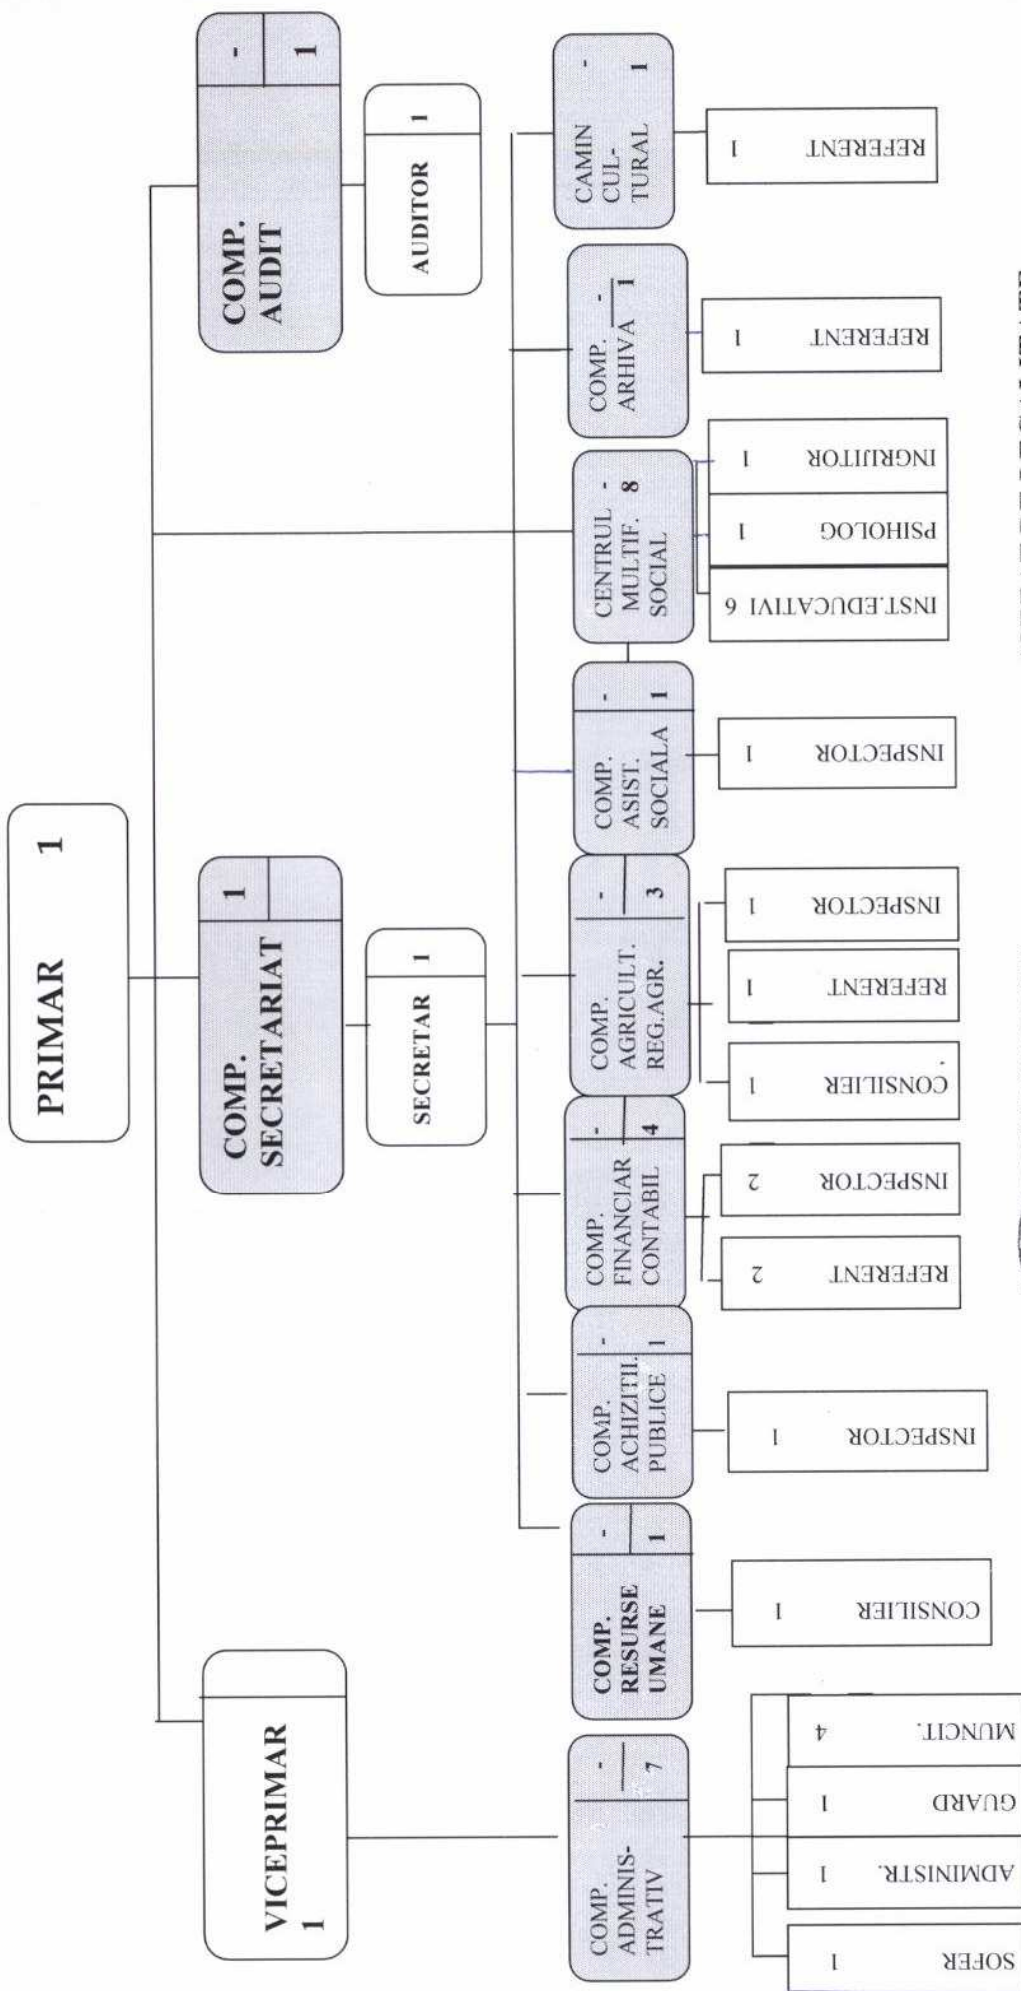 PRIMAR 1
VICEPRIMAR
1
COMP. 1
SECRETARIAT
COMP. -
AUDIT 1
SECRETAR 1
AUDITOR 1
COMP. -
ADMINIS-
TRATIV 7
COMP. -
RESURSE
UMANE 1
COMP. -
ACHIZITII.
PUBLICE 1
COMP. -
FINANCIAR
CONTABIL 4
COMP. -
AGRICULT.
REG.AGR. 3
COMP. -
ASIST.
SOCIALA 1
CENTRUL -
MULTIF. 8
SOCIAL
COMP. -
ARHIVA 1
CAMIN -
CUL-
TURAL 1
SOFER 1
ADMINISTR. 1
GUARD 1
MUNCIT. 4
CONSILIER 1
INSPECTOR 1
REFERENT 2
INSPECTOR 2
CONSILIER 1
REFERENT 1
INSPECTOR 1
INSPECTOR 1
INST.EDUCATIVI 6
PSIHOLOG 1
INGRIJITOR 1
REFERENT 1
REFERENT 1